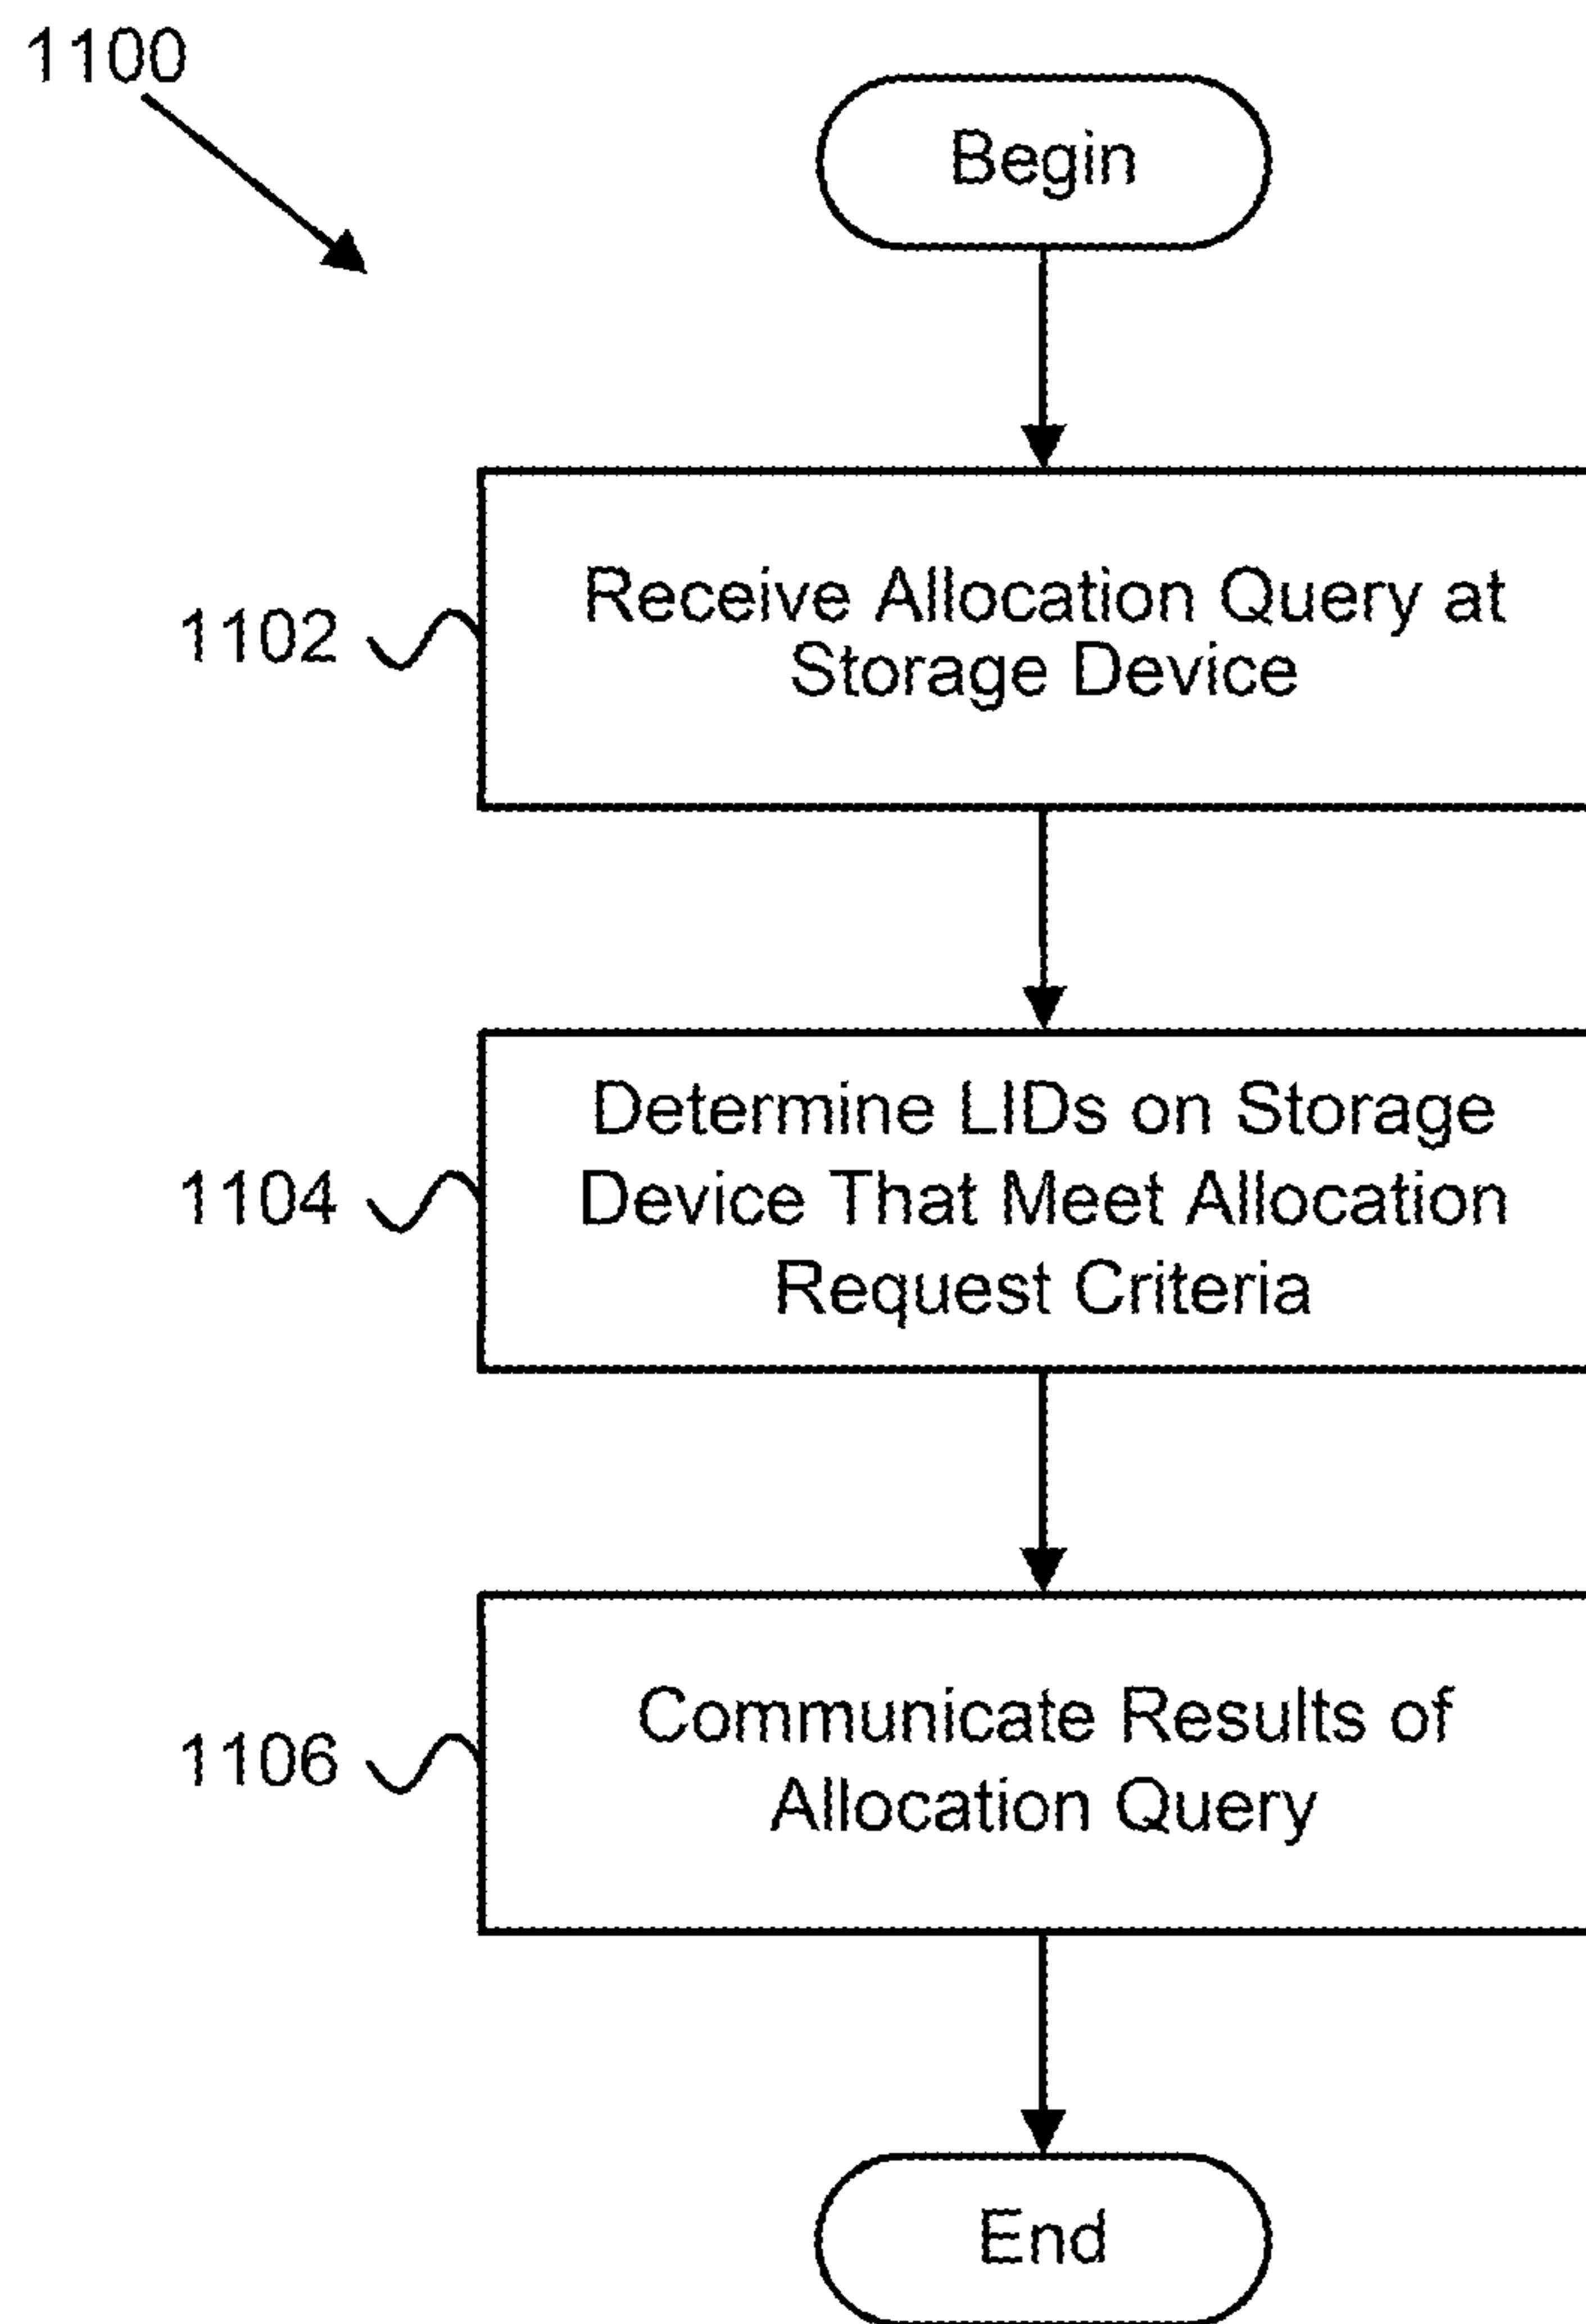 1100
Begin
1102
Receive Allocation Query at
Storage Device
1104
Determine LIDs on Storage
Device That Meet Allocation
Request Criteria
1106
Communicate Results of
Allocation Query
End